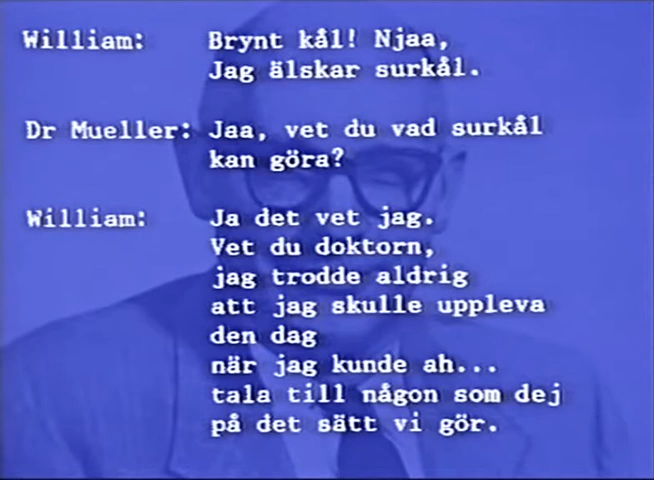 William: Brynt kål! Njaa,
Jag älskar surkål.
Dr Mueller: Jaa, vet du vad surkål
kan göra?
William: Ja det vet jag.
Vet du doktorn,
jag trodde aldrig
att jag skulle uppleva
den dag
när jag kunde ah...
tala till någon som dej
på det sätt vi gör.